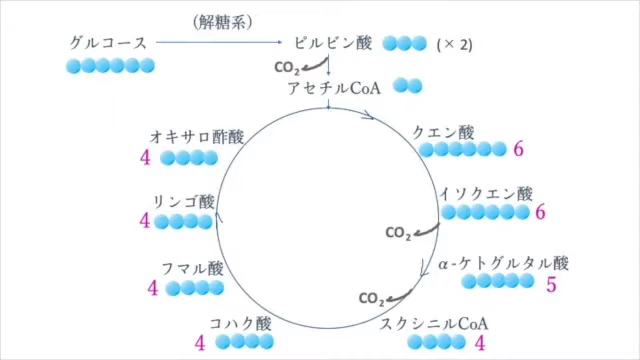 (解糖系)
グルコース
ピルビン酸
(× 2)
CO₂
アセチルCoA
オキサロ酢酸
4
クエン酸
6
リンゴ酸
4
イソクエン酸
6
CO₂
フマル酸
4
α-ケトグルタル酸
5
CO₂
コハク酸
4
スクシニルCoA
4